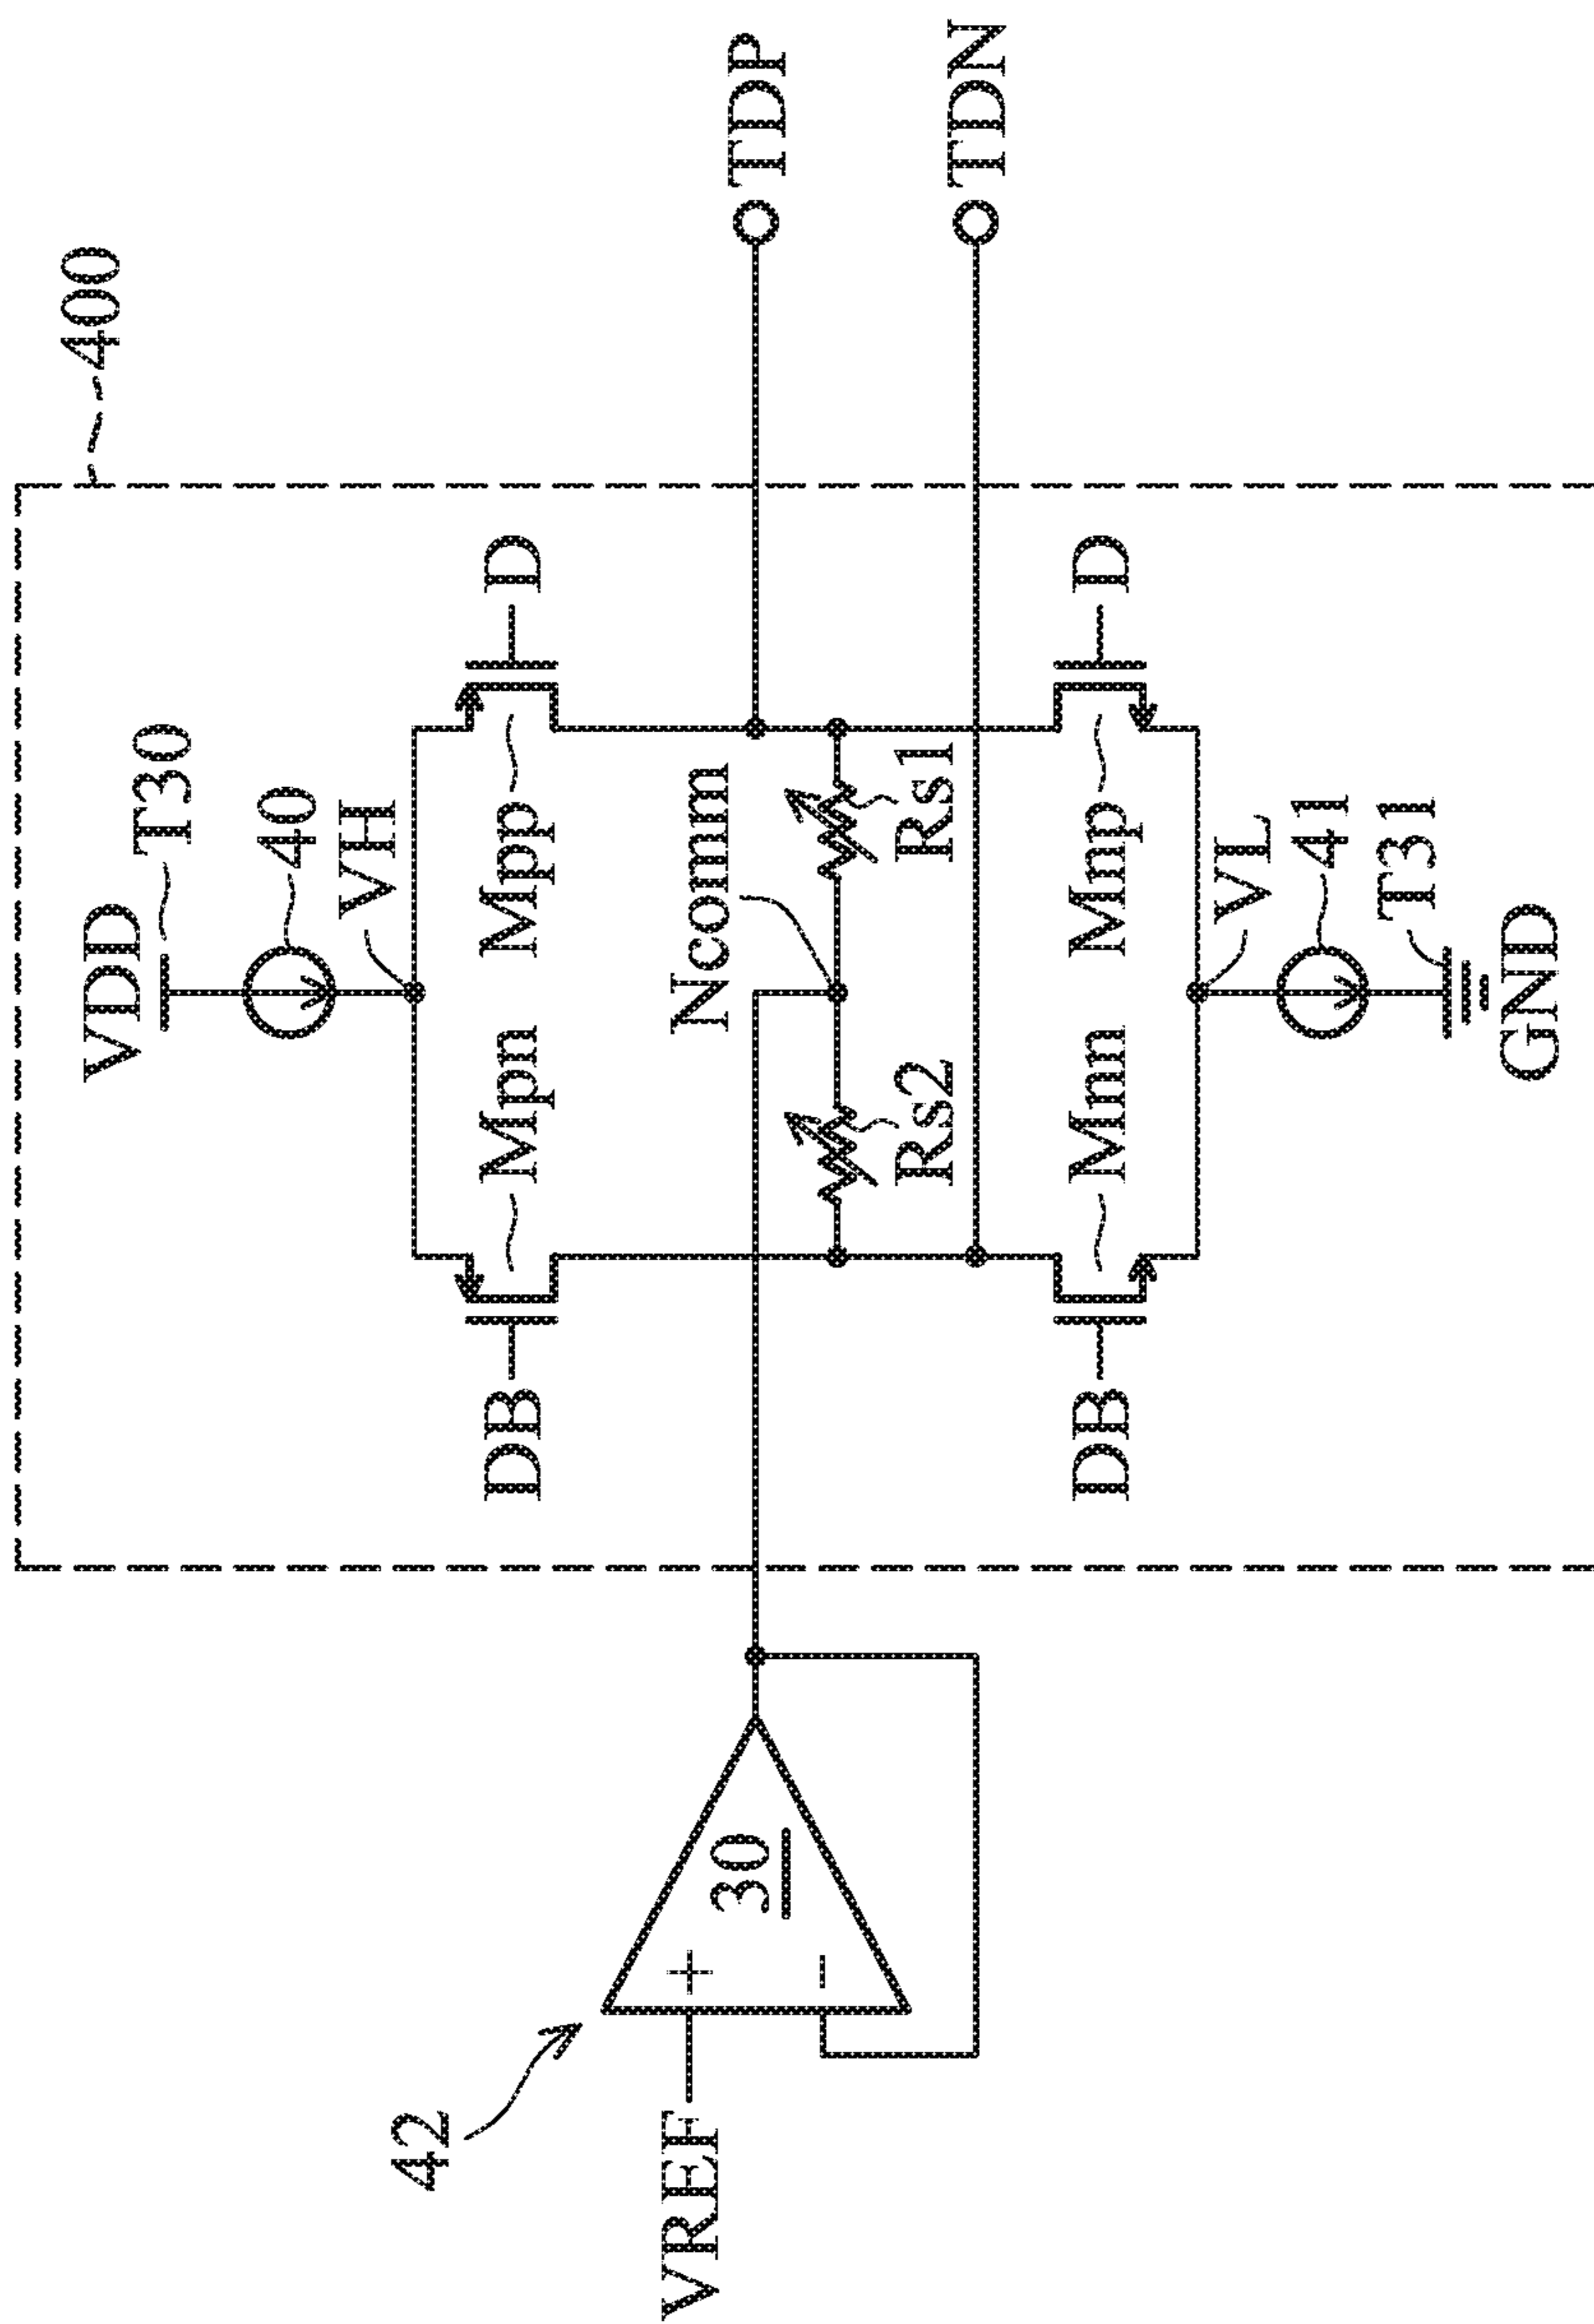 400
VDD
T30
40
VH
DB
Mpn
Mpp
D
42
VREF
+
-
30
Ncomm
TDP
Rs2
Rs1
TDN
DB
Mnn
Mnp
D
VL
41
T31
GND